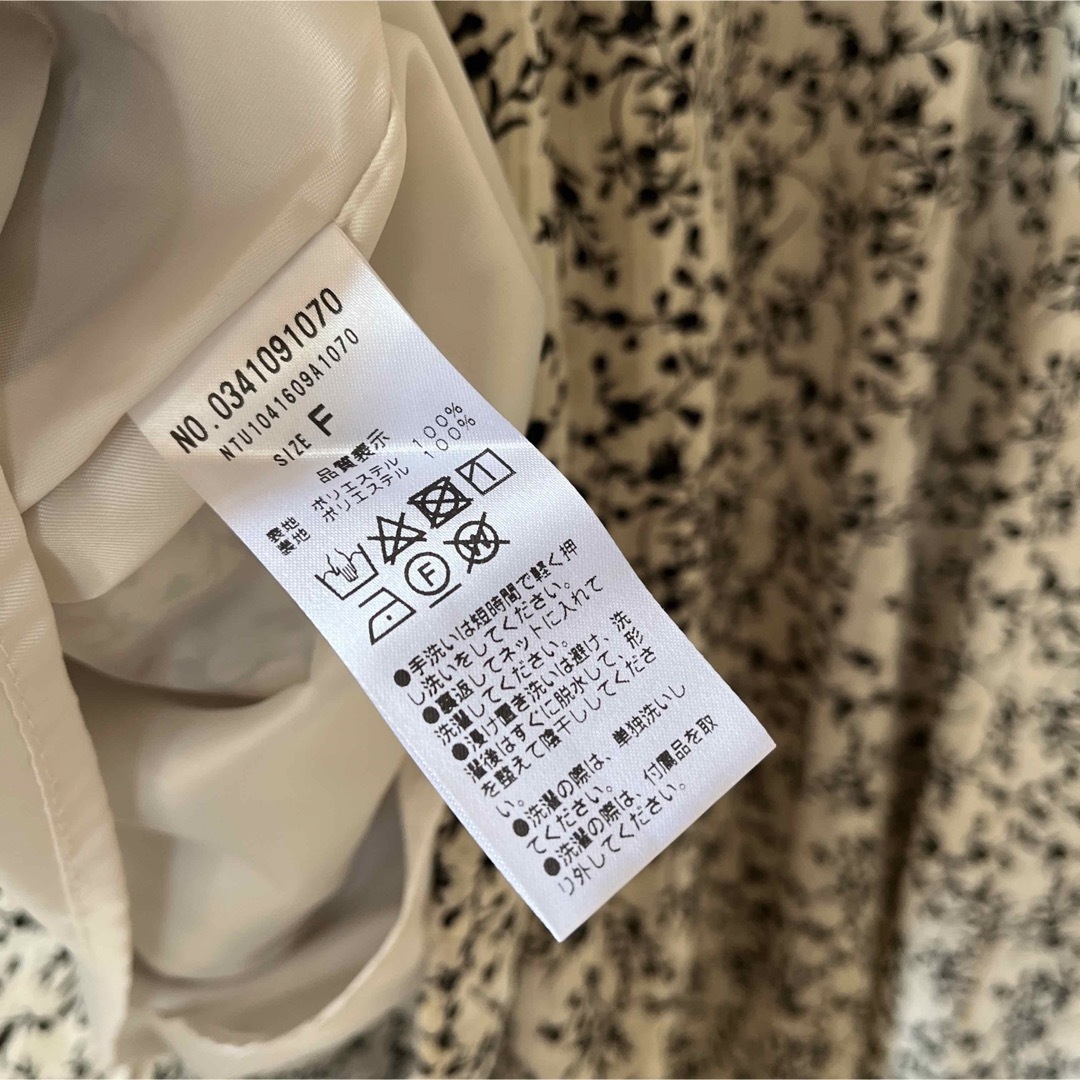 NO.0341091070
NTU1041609A1070
SIZE F
品質表示
表地 ポリエステル 100%
裏地 ポリエステル 100%
F
W
●手洗いは短時間で軽く押
し洗いをしてください。
●裏返してネットに入れて
洗濯してください。
●漬け置き洗いは避け、洗
濯後はすぐに脱水して、形
を整えて陰干ししてくださ
い。
●洗濯の際は、単独洗いし
てください。
●洗濯の際は、付属品を取
り外してください。